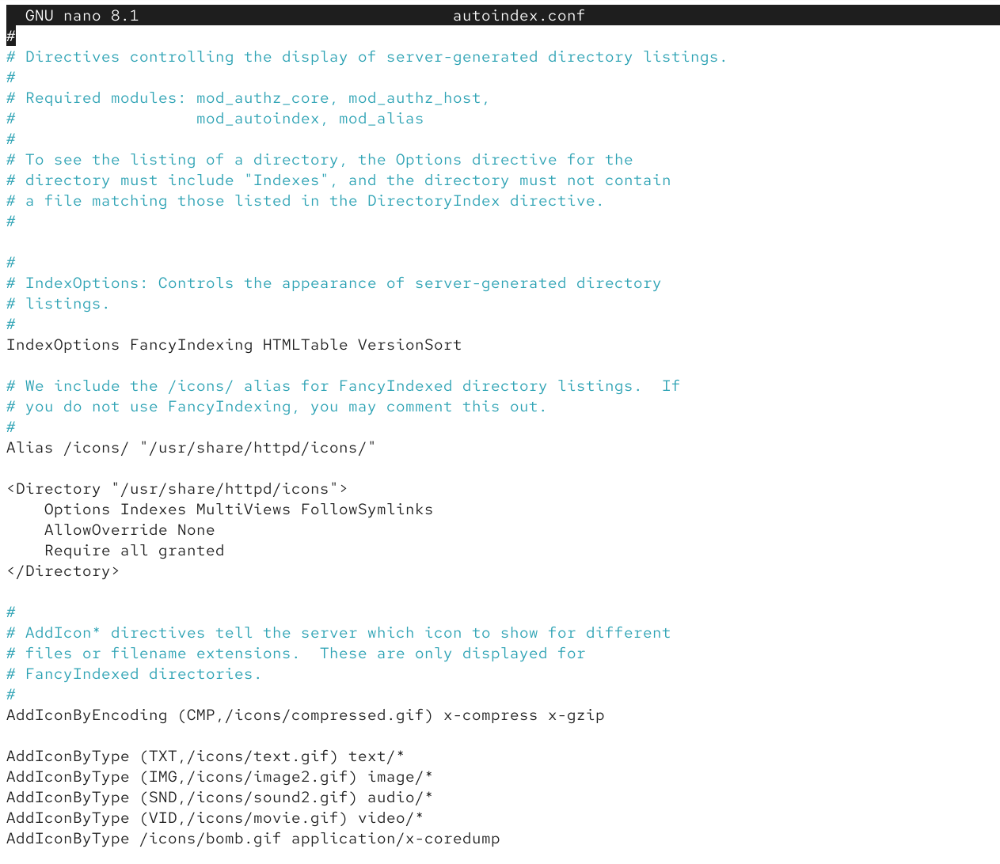 GNU nano 8.1 autoindex.conf
#
# Directives controlling the display of server-generated directory listings.
#
# Required modules: mod_authz_core, mod_authz_host,
#                   mod_autoindex, mod_alias
#
# To see the listing of a directory, the Options directive for the
# directory must include "Indexes", and the directory must not contain
# a file matching those listed in the DirectoryIndex directive.
#

#
# IndexOptions: Controls the appearance of server-generated directory
# listings.
#
IndexOptions FancyIndexing HTMLTable VersionSort

# We include the /icons/ alias for FancyIndexed directory listings.  If
# you do not use FancyIndexing, you may comment this out.
#
Alias /icons/ "/usr/share/httpd/icons/"

<Directory "/usr/share/httpd/icons">
    Options Indexes MultiViews FollowSymlinks
    AllowOverride None
    Require all granted
</Directory>

#
# AddIcon* directives tell the server which icon to show for different
# files or filename extensions.  These are only displayed for
# FancyIndexed directories.
#
AddIconByEncoding (CMP,/icons/compressed.gif) x-compress x-gzip

AddIconByType (TXT,/icons/text.gif) text/*
AddIconByType (IMG,/icons/image2.gif) image/*
AddIconByType (SND,/icons/sound2.gif) audio/*
AddIconByType (VID,/icons/movie.gif) video/*
AddIconByType /icons/bomb.gif application/x-coredump